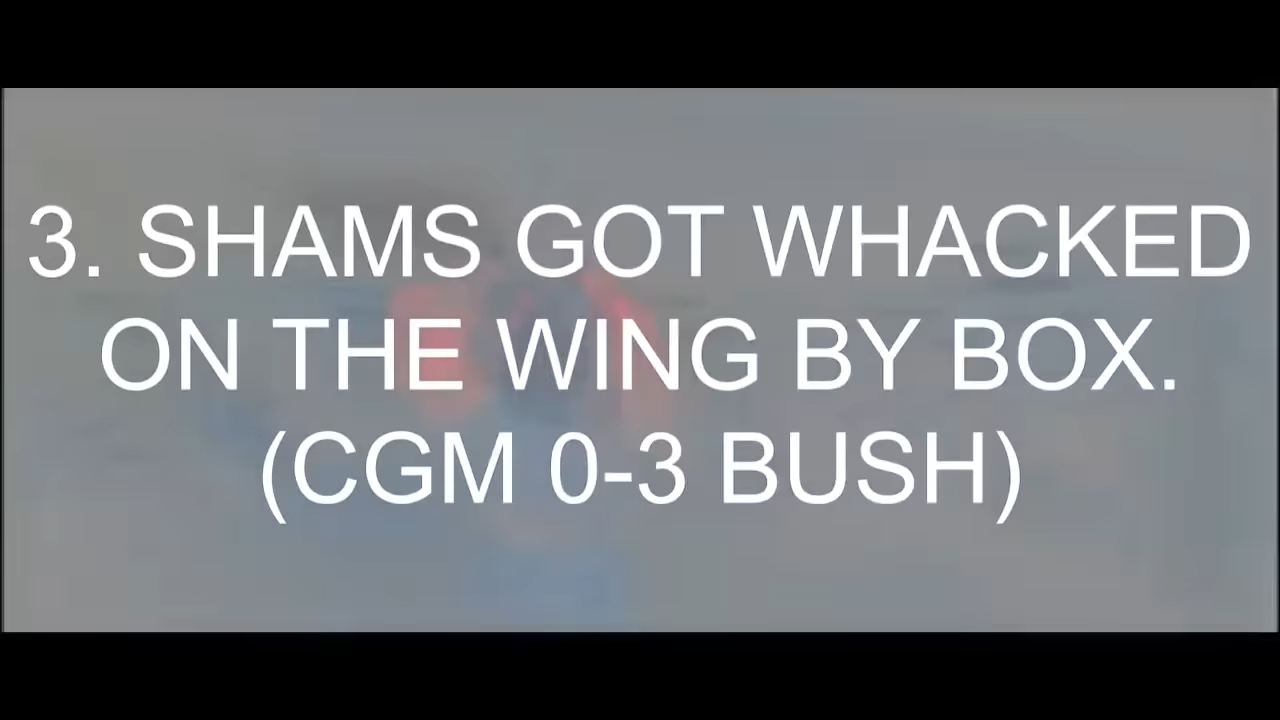 3. SHAMS GOT WHACKED
ON THE WING BY BOX.
(CGM 0-3 BUSH)